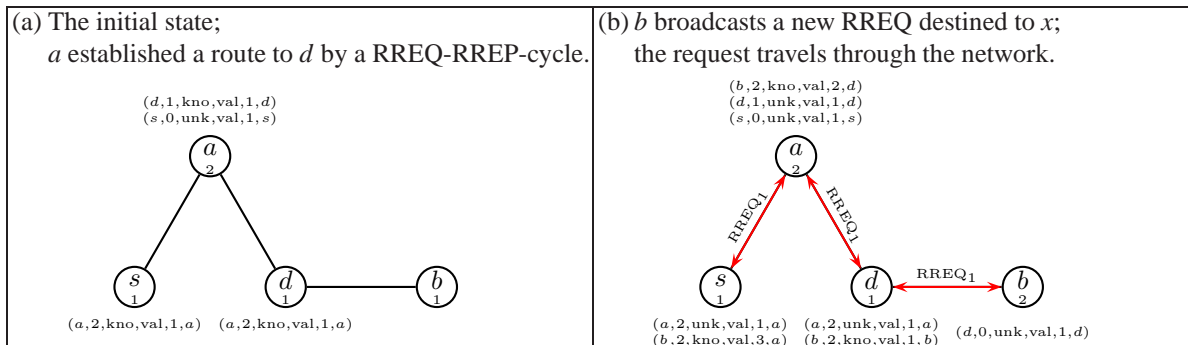 (a) The initial state;
a established a route to d by a RREQ-RREP-cycle.
(d,1,kno,val,1,d)
(s,0,unk,val,1,s)
a
2
s
1
d
1
b
1
(a,2,kno,val,1,a)
(a,2,kno,val,1,a)
(b) b broadcasts a new RREQ destined to x;
the request travels through the network.
(b,2,kno,val,2,d)
(d,1,unk,val,1,d)
(s,0,unk,val,1,s)
a
2
RREQ1
RREQ1
RREQ1
s
1
d
1
b
2
(a,2,unk,val,1,a)
(b,2,kno,val,3,a)
(a,2,unk,val,1,a)
(b,2,kno,val,1,b)
(d,0,unk,val,1,d)